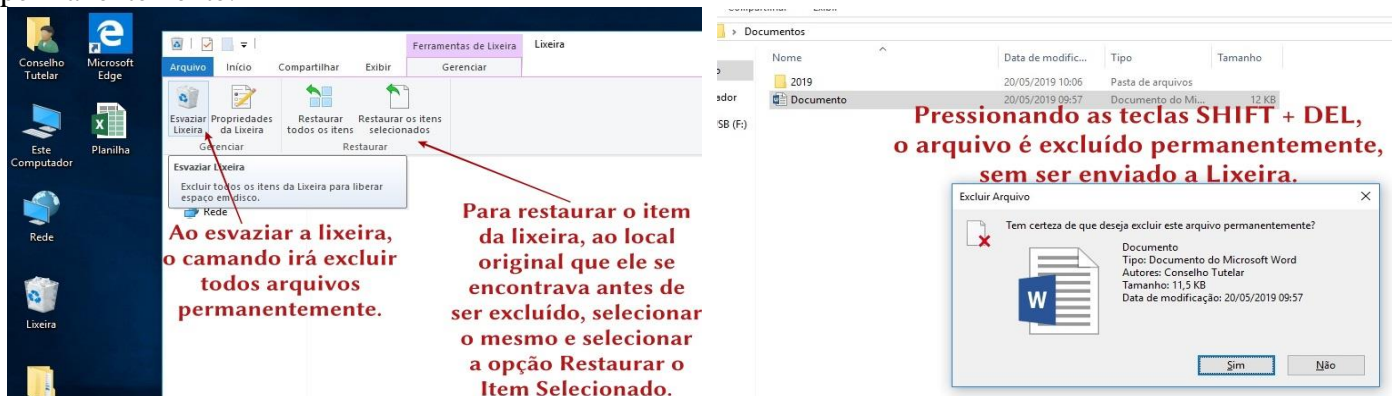 Conselho
Tutelar
Microsoft
Edge
Este
Computador
Planilha
Rede
Lixeira
Ferramentas de Lixeira
Lixeira
Arquivo
Início
Compartilhar
Exibir
Gerenciar
Esvaziar
Lixeira
Propriedades
da Lixeira
Restaurar
todos os itens
Restaurar os itens
selecionados
Gerenciar
Restaurar
Esvaziar Lixeira
Excluir todos os itens da Lixeira para liberar
espaço em disco.
Rede
Ao esvaziar a lixeira,
o camando irá excluir
todos arquivos
permanentemente.
Para restaurar o item
da lixeira, ao local
original que ele se
encontrava antes de
ser excluído, selecionar
o mesmo e selecionar
a opção Restaurar o
Item Selecionado.
> Documentos
Nome
Data de modific...
Tipo
Tamanho
2019
20/05/2019 10:06
Pasta de arquivos
Documento
20/05/2019 09:57
Documento do Mi...
12 KB
ador
SB (F:)
Pressionando as teclas SHIFT + DEL,
o arquivo é excluído permanentemente,
sem ser enviado a Lixeira.
Excluir Arquivo
Tem certeza de que deseja excluir este arquivo permanentemente?
Documento
Tipo: Documento do Microsoft Word
Autores: Conselho Tutelar
Tamanho: 11,5 KB
Data de modificação: 20/05/2019 09:57
W
Sim
Não